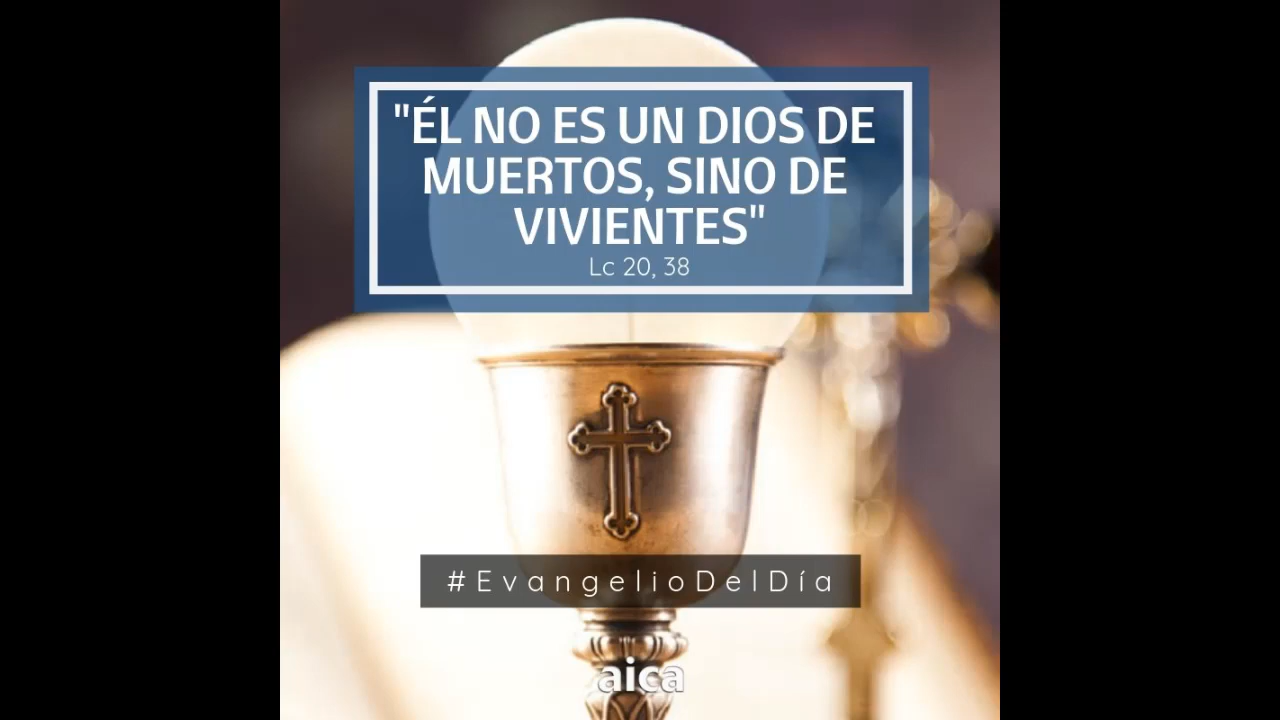 "ÉL NO ES UN DIOS DE
MUERTOS, SINO DE
VIVIENTES"
Lc 20, 38
#EvangelioDelDía
aica